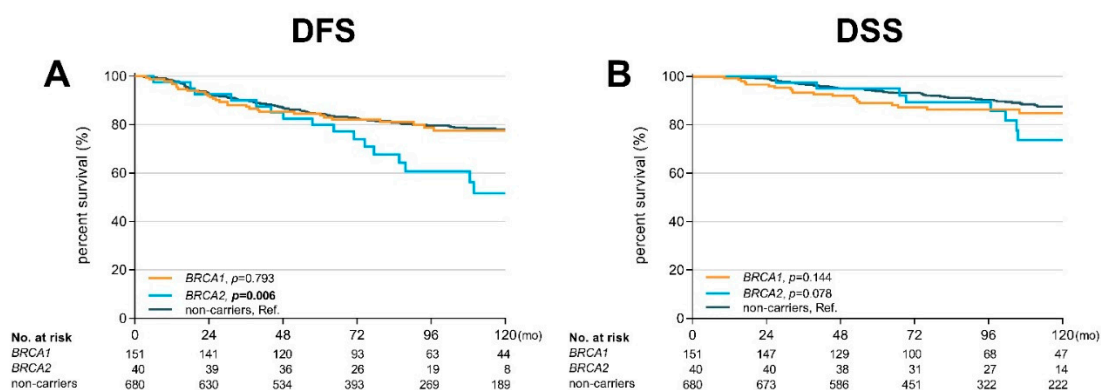 DFS
A
percent survival (%)
100
80
60
40
20
0
BRCA1, p=0.793
BRCA2, p=0.006
non-carriers, Ref.
0 24 48 72 96 120 (mo)
No. at risk
BRCA1 151 141 120 93 63 44
BRCA2 40 39 36 26 19 8
non-carriers 680 630 534 393 269 189
DSS
B
percent survival (%)
100
80
60
40
20
0
BRCA1, p=0.144
BRCA2, p=0.078
non-carriers, Ref.
0 24 48 72 96 120 (mo)
No. at risk
BRCA1 151 147 129 100 68 47
BRCA2 40 40 38 31 27 14
non-carriers 680 673 586 451 322 222